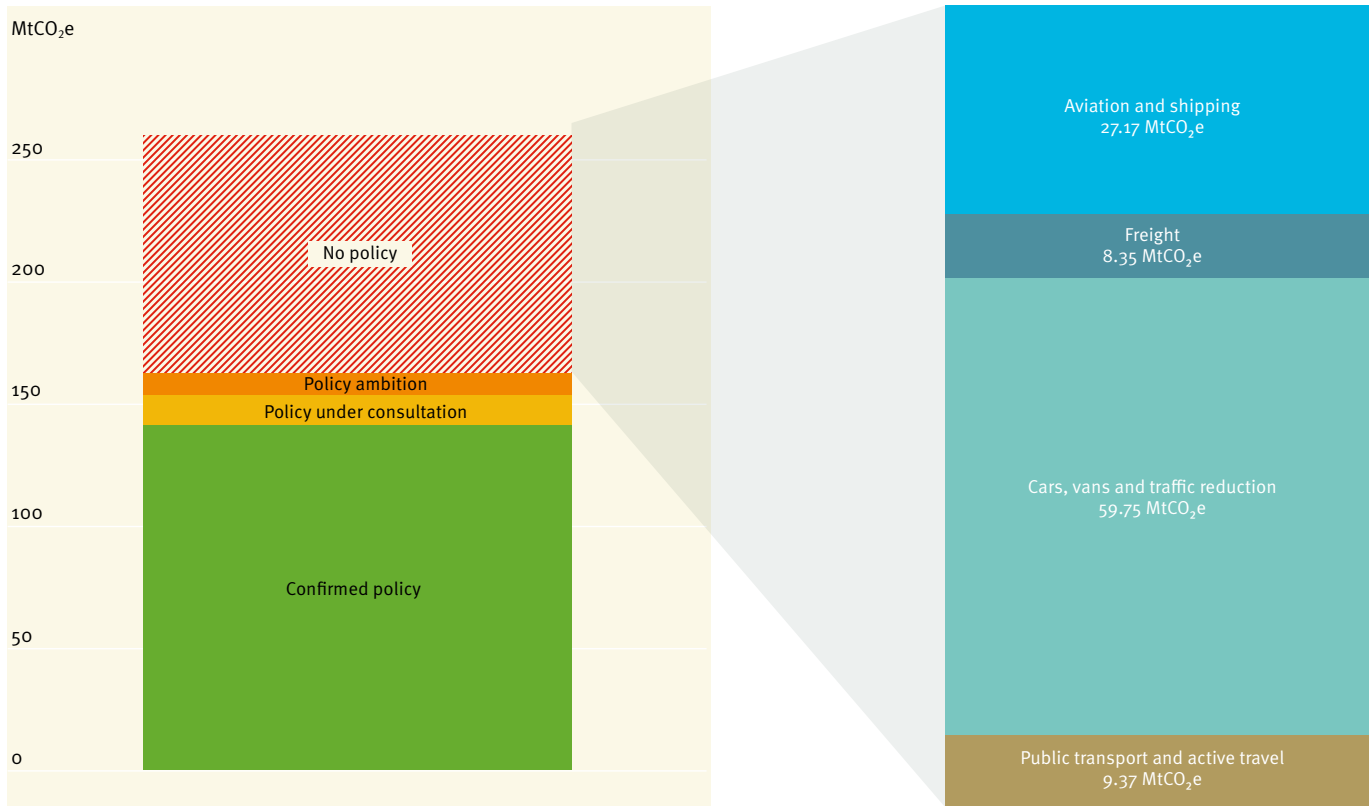 MtCO₂e
250
200
150
100
50
0
No policy
Policy ambition
Policy under consultation
Confirmed policy
Aviation and shipping
27.17 MtCO₂e
Freight
8.35 MtCO₂e
Cars, vans and traffic reduction
59.75 MtCO₂e
Public transport and active travel
9.37 MtCO₂e